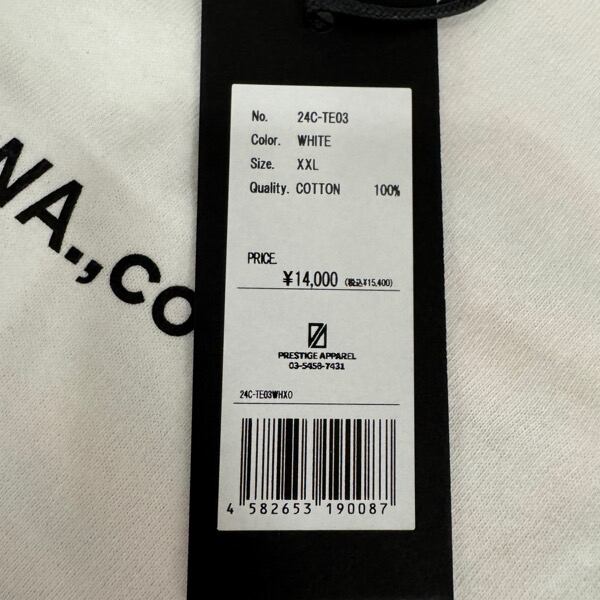 WA.,co
No. 24C-TE03
Color. WHITE
Size. XXL
Quality. COTTON 100%
PRICE.
¥14,000 (税込¥15,400)
PRESTIGE APPAREL
03-5458-7431
24C-TE03WHXO
4 582653 190087